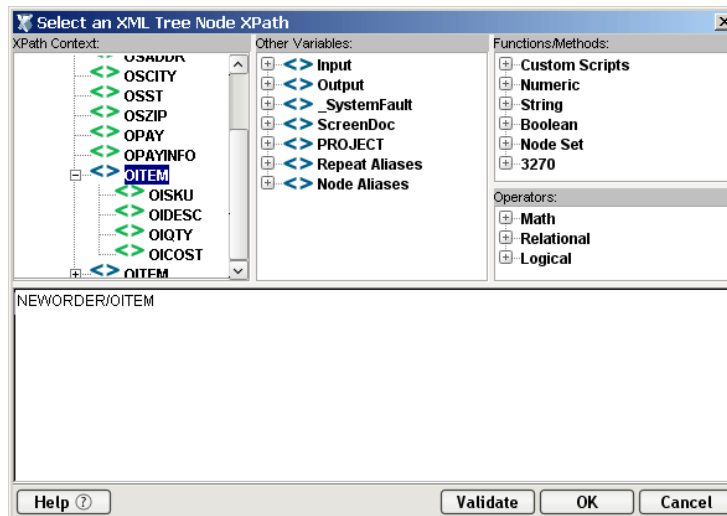 Select an XML Tree Node XPath
XPath Context:
OSADDR
OSCITY
OSST
OSZIP
OPAY
OPAYINFO
OITEM
OISKU
OIDESC
OIQTY
OICOST
OITEM
Other Variables:
Input
Output
_SystemFault
ScreenDoc
PROJECT
Repeat Aliases
Node Aliases
Functions/Methods:
Custom Scripts
Numeric
String
Boolean
Node Set
3270
Operators:
Math
Relational
Logical
NEWORDER/OITEM
Help ?
Validate
OK
Cancel